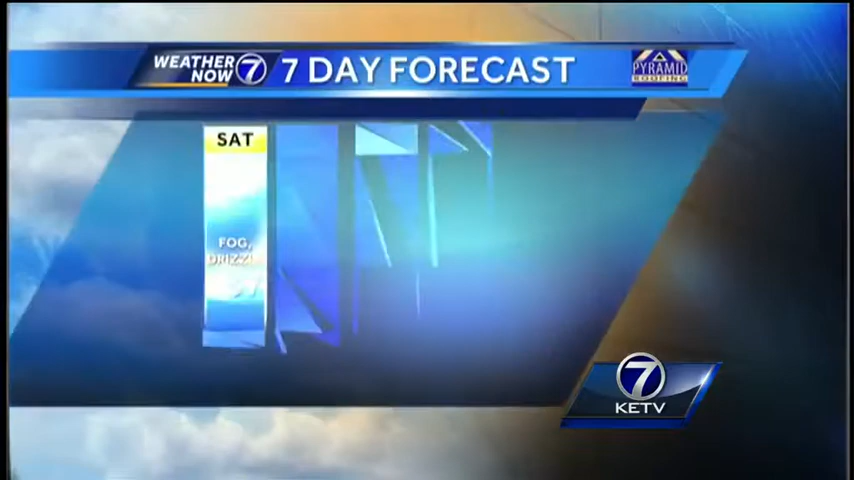 WEATHER
NOW 7
7 DAY FORECAST
PYRAMID
ROOFING
SAT
FOG,
7
KETV